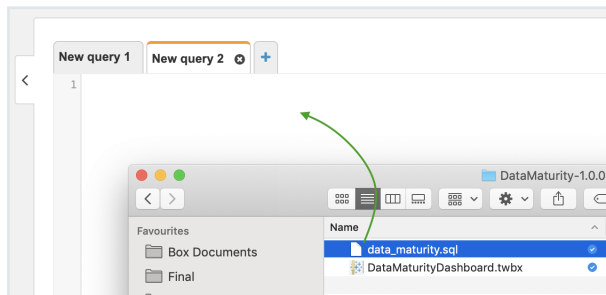 New query 1
New query 2
1
DataMaturity-1.0.0
Favourites
Name
Box Documents
data_maturity.sql
Final
DataMaturityDashboard.twbx